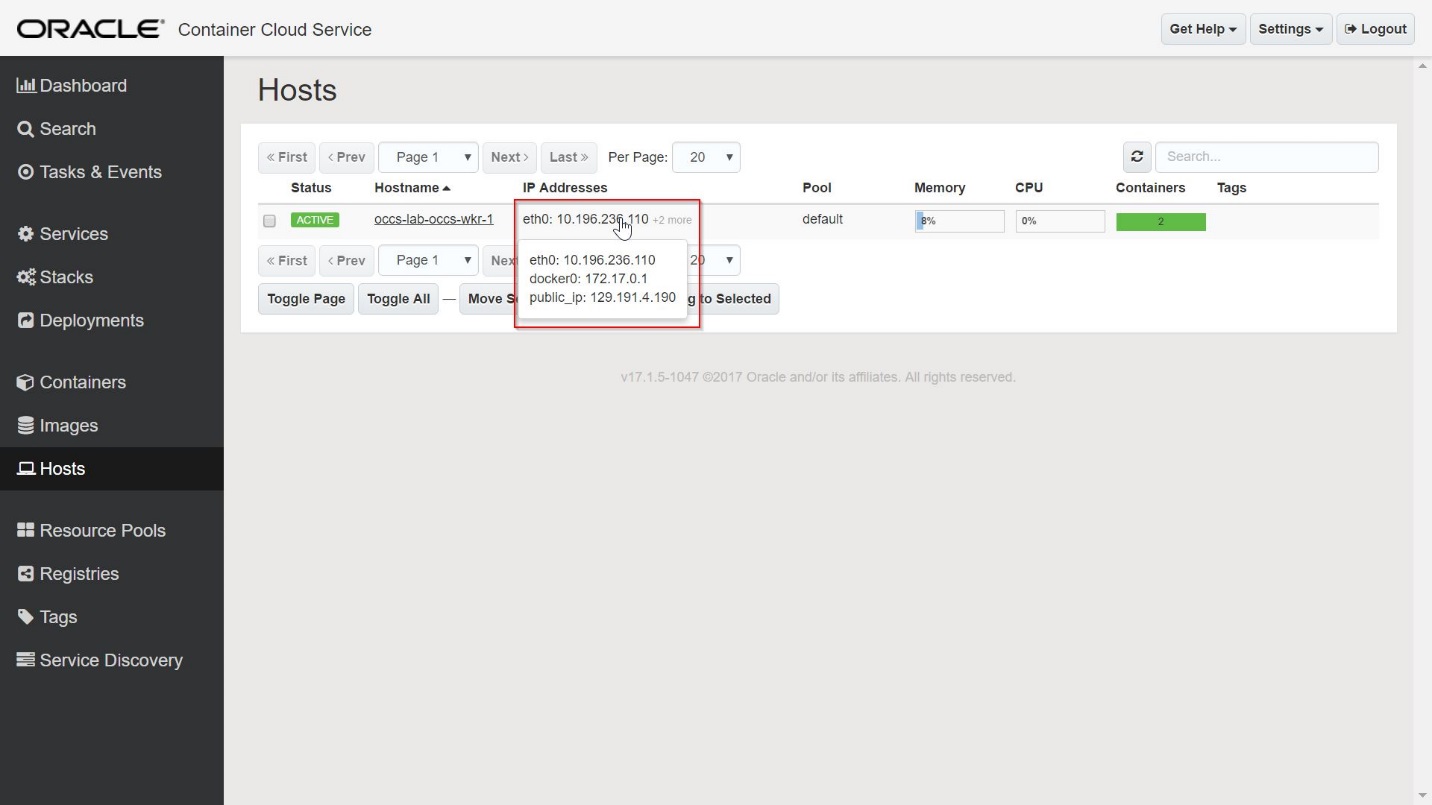 ORACLE® Container Cloud Service
Get Help
Settings
Logout
Dashboard
Search
Tasks & Events
Services
Stacks
Deployments
Containers
Images
Hosts
Resource Pools
Registries
Tags
Service Discovery
Hosts
« First ‹ Prev Page 1 Next › Last » Per Page: 20 Search...
Status Hostname IP Addresses Pool Memory CPU Containers Tags
ACTIVE occs-lab-occs-wkr-1 eth0: 10.196.236.110 +2 more default 8% 0% 2
eth0: 10.196.236.110
docker0: 172.17.0.1
public_ip: 129.191.4.190
« First ‹ Prev Page 1 Next 20
Toggle Page Toggle All — Move S g to Selected
v17.1.5-1047 ©2017 Oracle and/or its affiliates. All rights reserved.